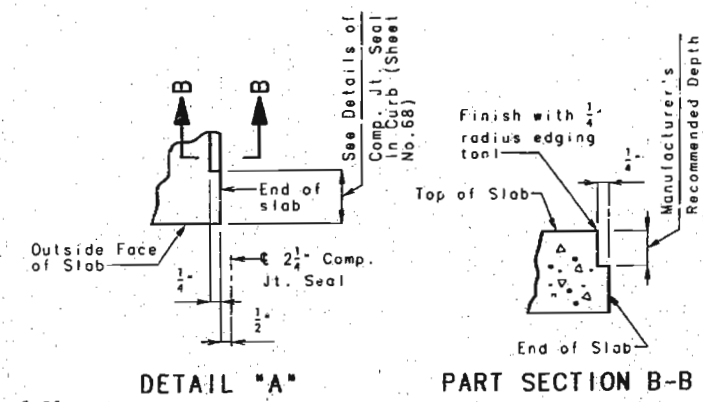 B
B
See Details of
Comp. Jt. Seal
in Curb (Sheet
No.68)
End of
slab
Outside Face
of Slab
℄ 2¼" Comp.
Jt. Seal
¼"
½"
DETAIL "A"
Finish with ¼"
radius edging
tool
¼"
Manufacturer's
Recommended Depth
Top of Slab
End of Slab
PART SECTION B-B